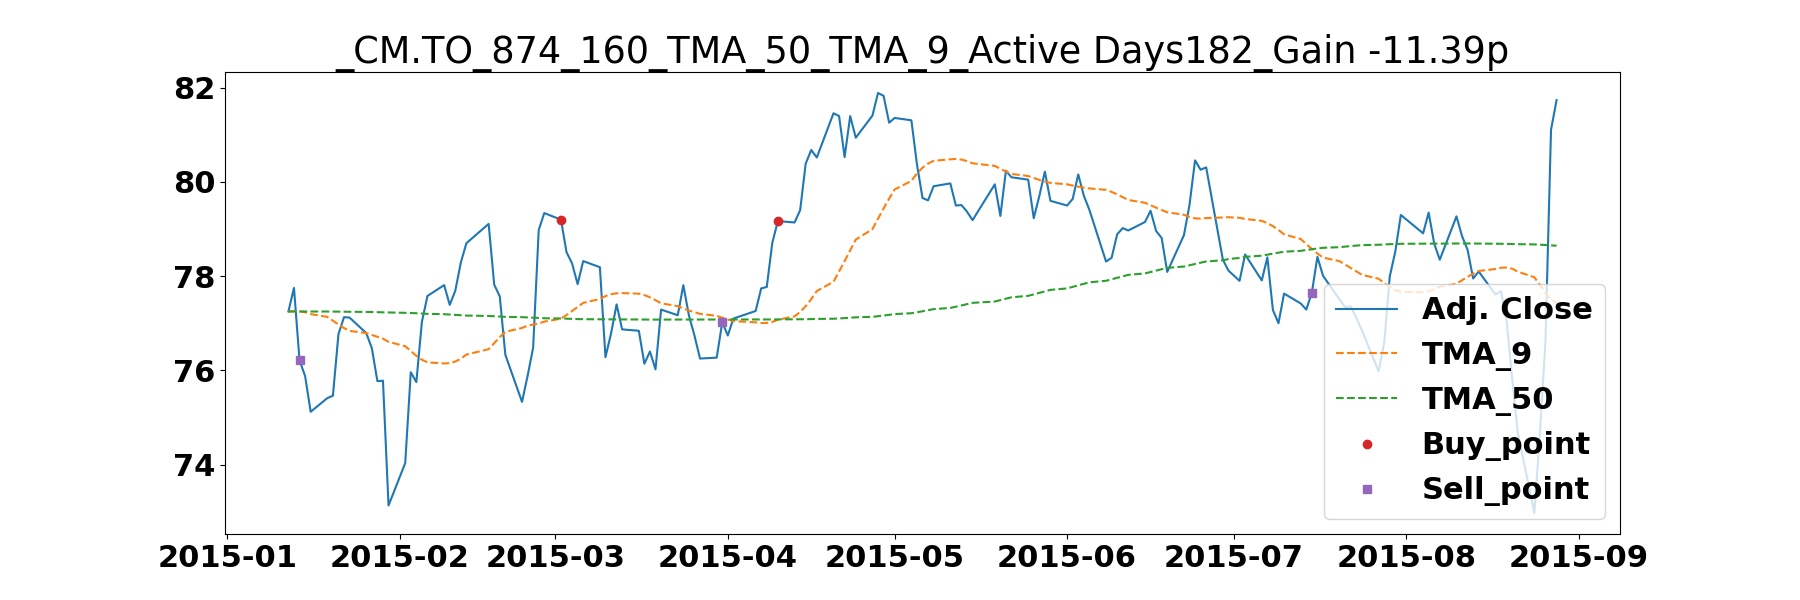 _CM.TO_874_160_TMA_50_TMA_9_Active Days182_Gain -11.39p
82
80
78
76
74
Adj. Close
TMA_9
TMA_50
Buy_point
Sell_point
2015-01 2015-02 2015-03 2015-04 2015-05 2015-06 2015-07 2015-08 2015-09